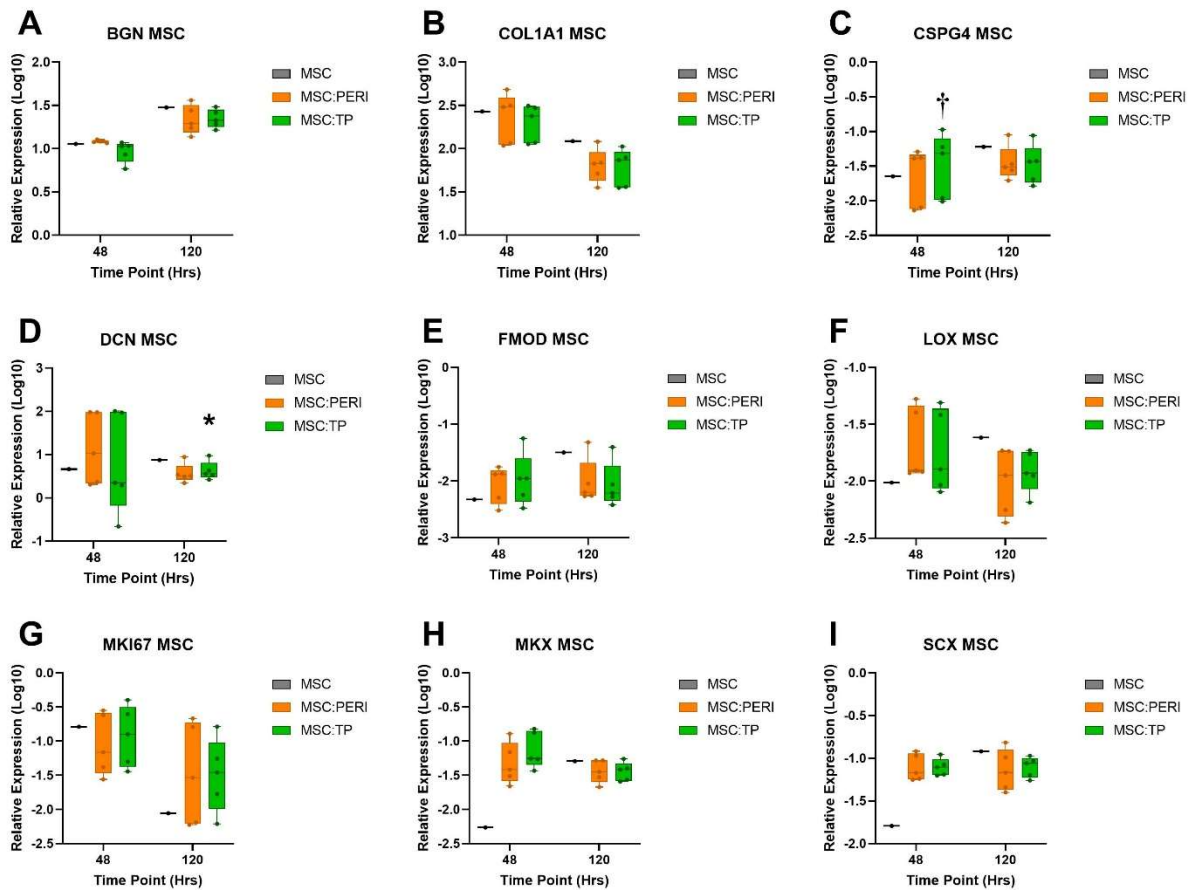 A
BGN MSC
Relative Expression (Log10)
2.0
1.5
1.0
0.5
0.0
48
120
Time Point (Hrs)
MSC
MSC:PERI
MSC:TP
B
COL1A1 MSC
Relative Expression (Log10)
3.0
2.5
2.0
1.5
1.0
48
120
Time Point (Hrs)
MSC
MSC:PERI
MSC:TP
C
CSPG4 MSC
Relative Expression (Log10)
0.0
-0.5
-1.0
-1.5
-2.0
-2.5
†
48
120
Time Point (Hrs)
MSC
MSC:PERI
MSC:TP
D
DCN MSC
Relative Expression (Log10)
3
2
1
0
-1
*
48
120
Time Point (Hrs)
MSC
MSC:PERI
MSC:TP
E
FMOD MSC
Relative Expression (Log10)
0
-1
-2
-3
48
120
Time Point (Hrs)
MSC
MSC:PERI
MSC:TP
F
LOX MSC
Relative Expression (Log10)
-1.0
-1.5
-2.0
-2.5
48
120
Time Point (Hrs)
MSC
MSC:PERI
MSC:TP
G
MKI67 MSC
Relative Expression (Log10)
0.0
-0.5
-1.0
-1.5
-2.0
-2.5
48
120
Time Point (Hrs)
MSC
MSC:PERI
MSC:TP
H
MKX MSC
Relative Expression (Log10)
0.0
-0.5
-1.0
-1.5
-2.0
-2.5
48
120
Time Point (Hrs)
MSC
MSC:PERI
MSC:TP
I
SCX MSC
Relative Expression (Log10)
0.0
-0.5
-1.0
-1.5
-2.0
48
120
Time Point (Hrs)
MSC
MSC:PERI
MSC:TP